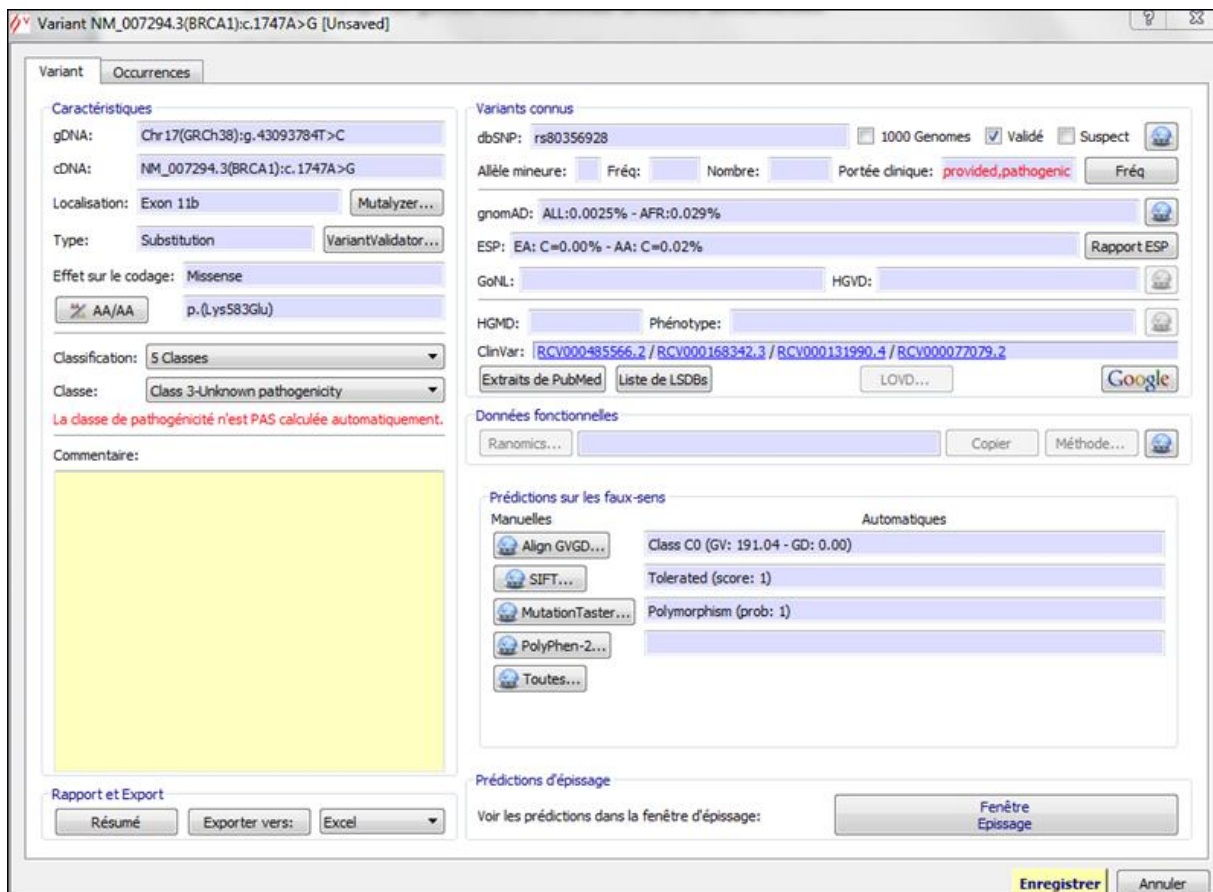 Variant NM_007294.3(BRCA1):c.1747A>G [Unsaved]
Variant Occurrences
Caractéristiques
gDNA: Chr17(GRCh38):g.43093784T>C
cDNA: NM_007294.3(BRCA1):c.1747A>G
Localisation: Exon 11b Mutalyzer...
Type: Substitution VariantValidator...
Effet sur le codage: Missense
AA/AA p.(Lys583Glu)
Classification: 5 Classes
Classe: Class 3-Unknown pathogenicity
La classe de pathogénicité n'est PAS calculée automatiquement.
Commentaire:
Rapport et Export
Résumé Exporter vers: Excel
Variants connus
dbSNP: rs80356928 1000 Genomes Validé Suspect
Allèle mineure: Fréq: Nombre: Portée clinique: provided,pathogenic Fréq
gnomAD: ALL:0.0025% - AFR:0.029%
ESP: EA: C=0.00% - AA: C=0.02% Rapport ESP
GoNL: HGVD:
HGMD: Phénotype:
ClinVar: RCV000485566.2 / RCV000168342.3 / RCV000131990.4 / RCV000077079.2
Extraits de PubMed Liste de LSDBs LOVD... Google
Données fonctionnelles
Ranomics... Copier Méthode...
Prédictions sur les faux-sens
Manuelles Automatiques
Align GVGD... Class C0 (GV: 191.04 - GD: 0.00)
SIFT... Tolerated (score: 1)
MutationTaster... Polymorphism (prob: 1)
PolyPhen-2...
Toutes...
Prédictions d'épissage
Voir les prédictions dans la fenêtre d'épissage: Fenêtre
Epissage
Enregistrer Annuler